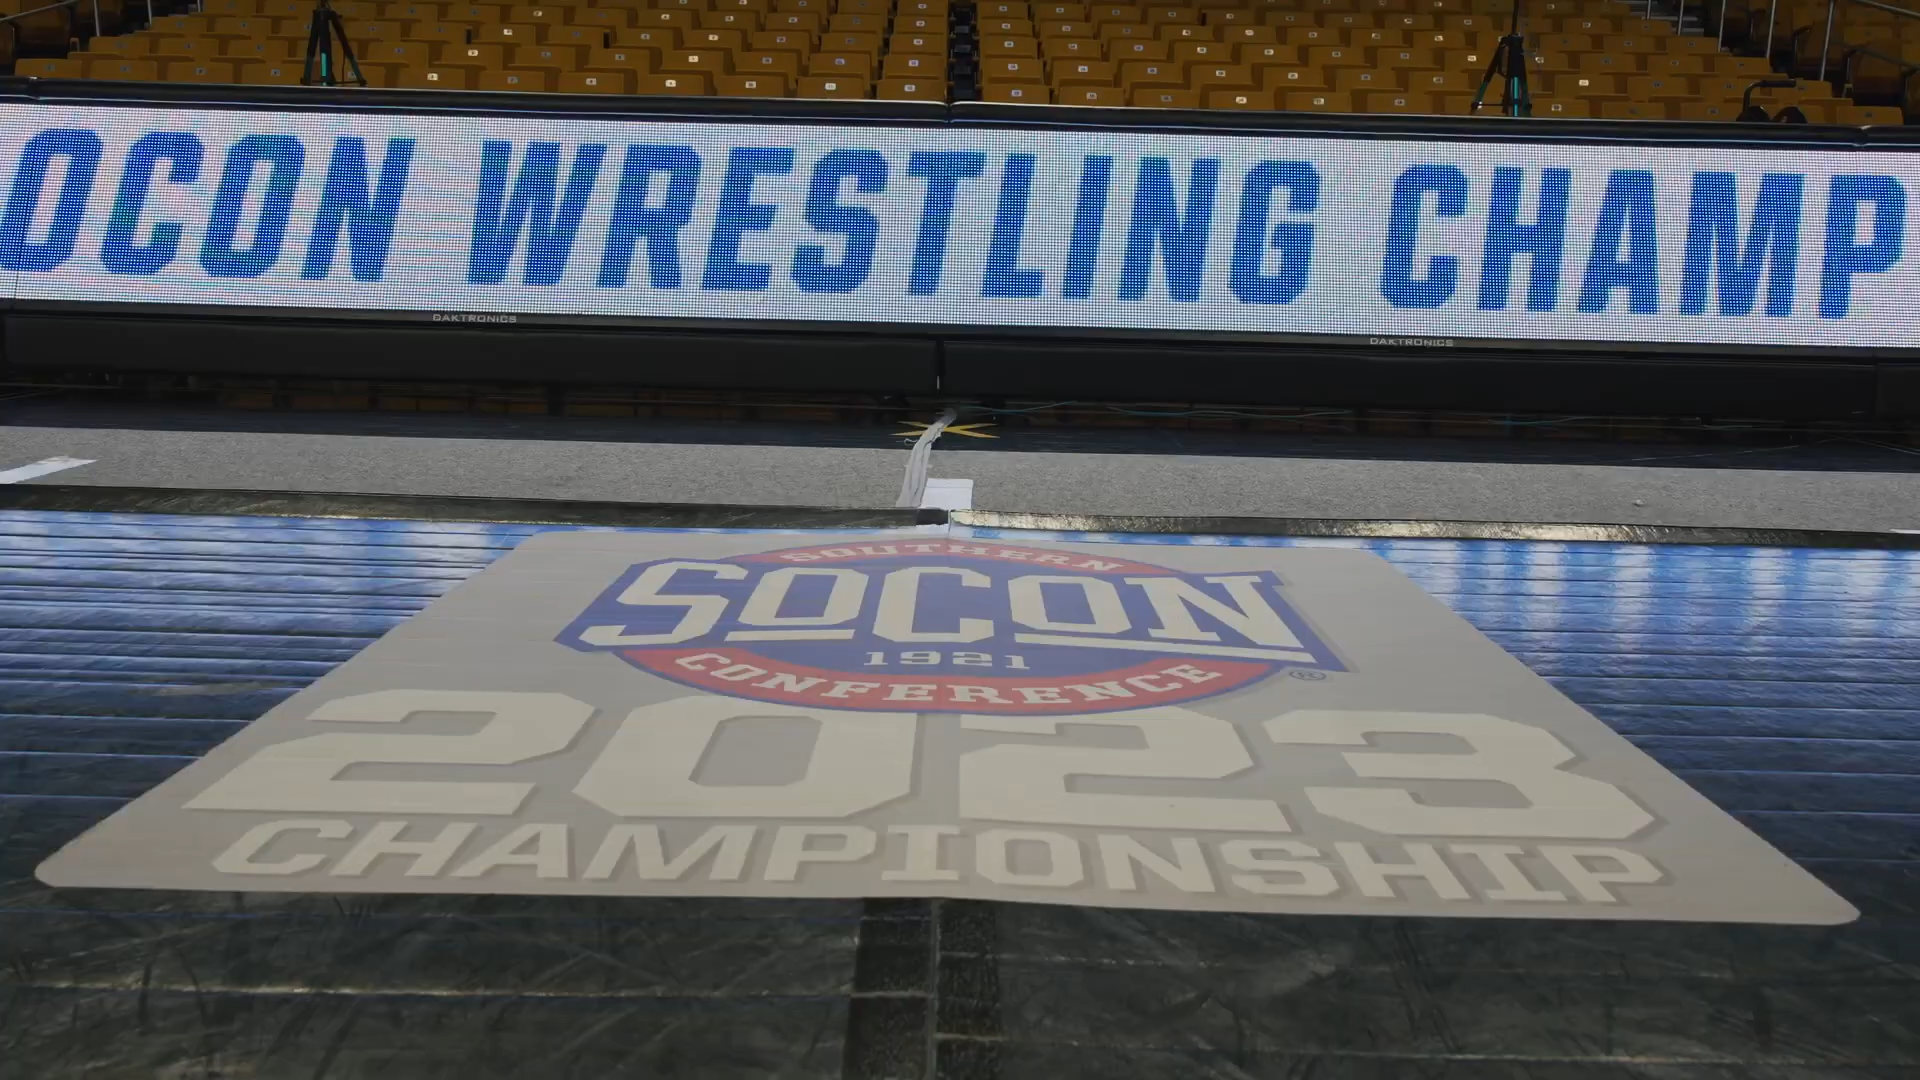 OCON WRESTLING CHAMP
DAKTRONICS
DAKTRONICS
SOUTHERN
SOCON
1921
CONFERENCE
®
2023
CHAMPIONSHIP